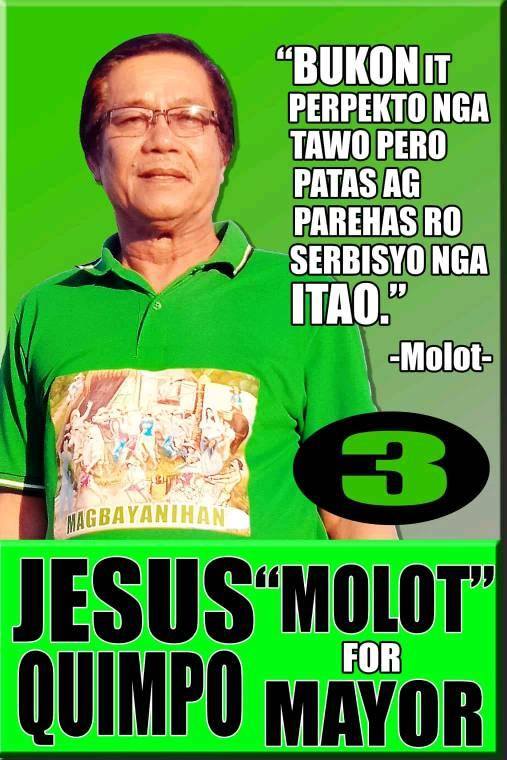 “BUKON IT
PERPEKTO NGA
TAWO PERO
PATAS AG
PAREHAS RO
SERBISYO NGA
ITAO.”
-Molot-
3
MAGBAYANIHAN
JESUS “MOLOT”
QUIMPO FOR
MAYOR